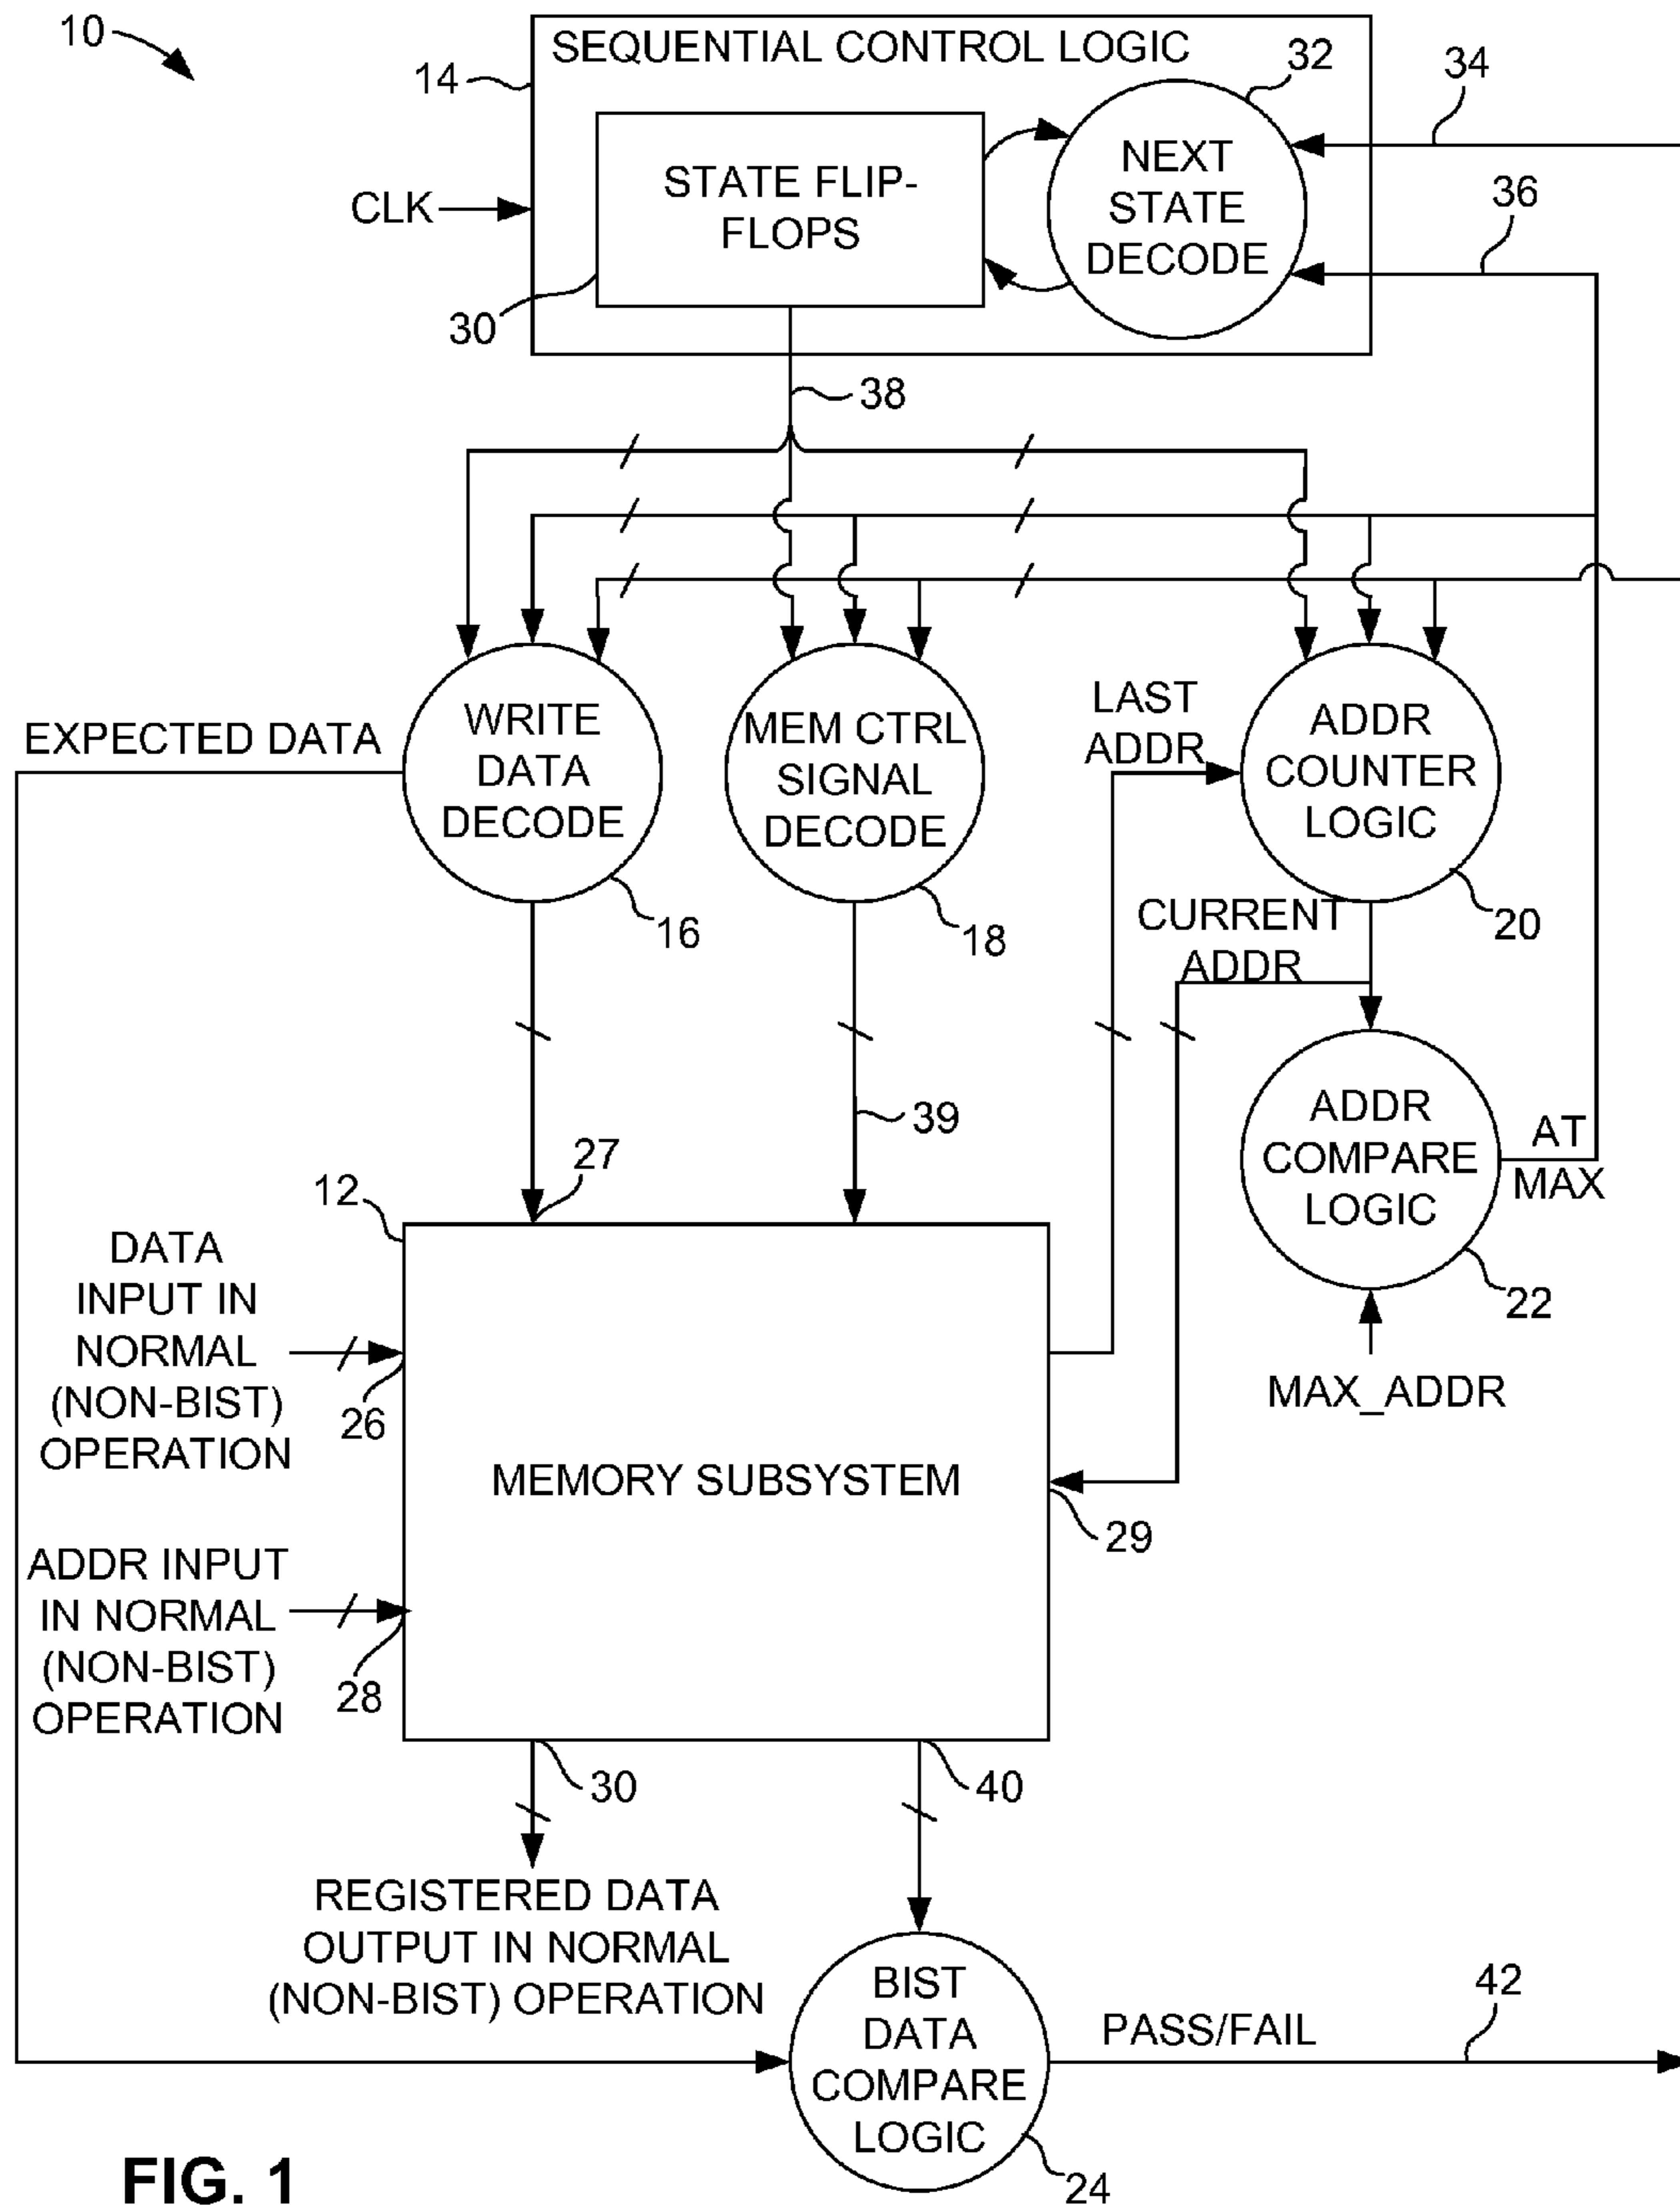 10
SEQUENTIAL CONTROL LOGIC
14
32
34
STATE FLIP-
FLOPS
NEXT
STATE
DECODE
CLK
36
30
38
EXPECTED DATA
WRITE
DATA
DECODE
16
MEM CTRL
SIGNAL
DECODE
18
LAST
ADDR
ADDR
COUNTER
LOGIC
20
CURRENT
ADDR
ADDR
COMPARE
LOGIC
22
AT
MAX
MAX_ADDR
39
27
12
DATA
INPUT IN
NORMAL
(NON-BIST)
OPERATION
26
MEMORY SUBSYSTEM
29
ADDR INPUT
IN NORMAL
(NON-BIST)
OPERATION
28
30
40
REGISTERED DATA
OUTPUT IN NORMAL
(NON-BIST) OPERATION
BIST
DATA
COMPARE
LOGIC
24
PASS/FAIL
42
FIG. 1